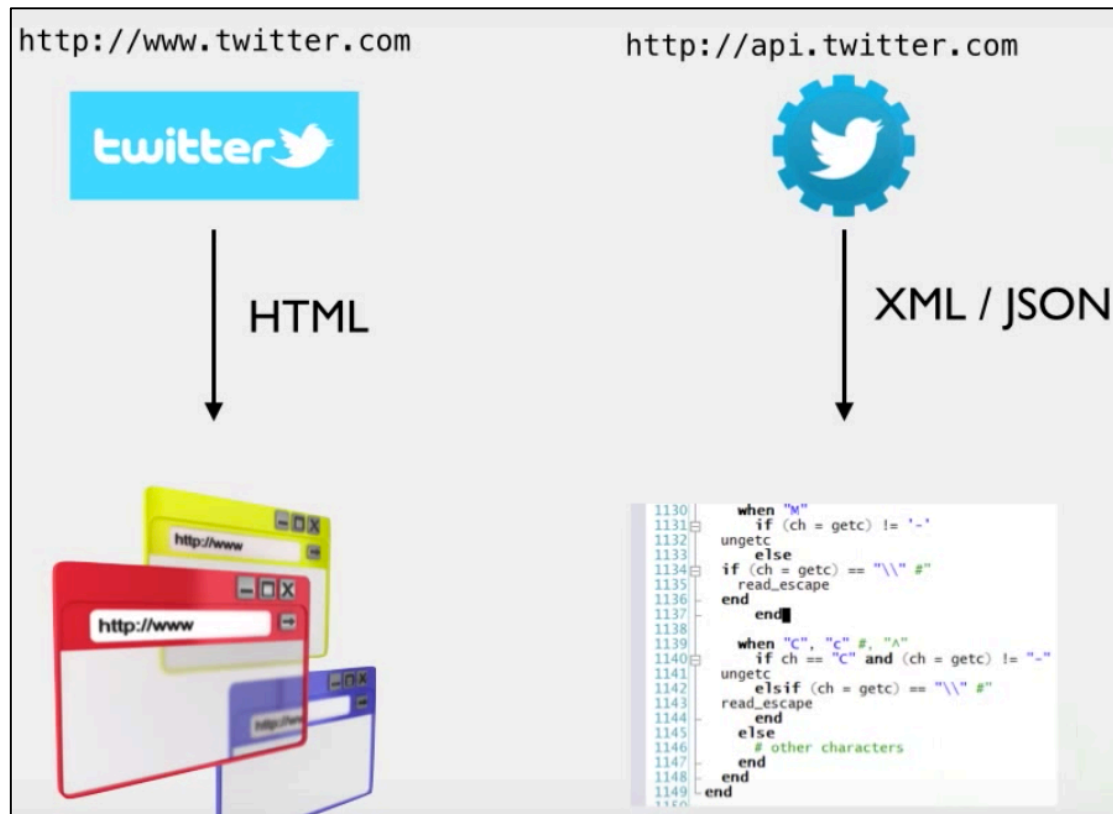 http://www.twitter.com
twitter
HTML
http://www
http://www
http://www
http://api.twitter.com
XML / JSON
1130 when "M"
1131 if (ch = getc) != '-'
1132 ungetc
1133 else
1134 if (ch = getc) == "\\" #"
1135 read_escape
1136 end
1137 end
1138
1139 when "C", "c" #, "^"
1140 if ch == "C" and (ch = getc) != "-"
1141 ungetc
1142 elsif (ch = getc) == "\\" #"
1143 read_escape
1144 end
1145 else
1146 # other characters
1147 end
1148 end
1149 end
1150